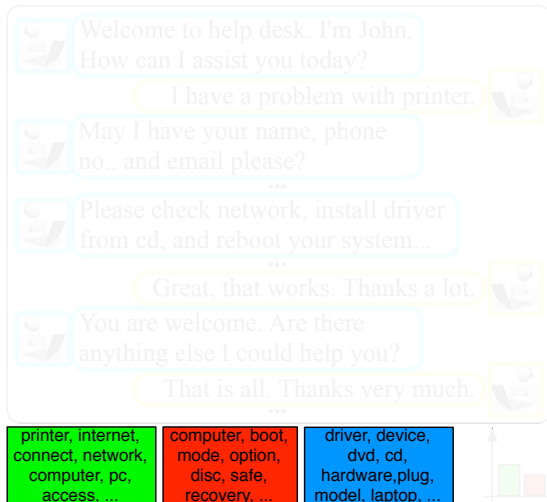 Welcome to help desk. I'm John.
How can I assist you today?
I have a problem with printer.
May I have your name, phone
no., and email please?
...
Please check network, install driver
from cd, and reboot your system...
...
Great, that works. Thanks a lot.
You are welcome. Are there
anything else I could help you?
That is all. Thanks very much.
...
printer, internet,
connect, network,
computer, pc,
access, ...
computer, boot,
mode, option,
disc, safe,
recovery, ...
driver, device,
dvd, cd,
hardware,plug,
model, laptop, ...